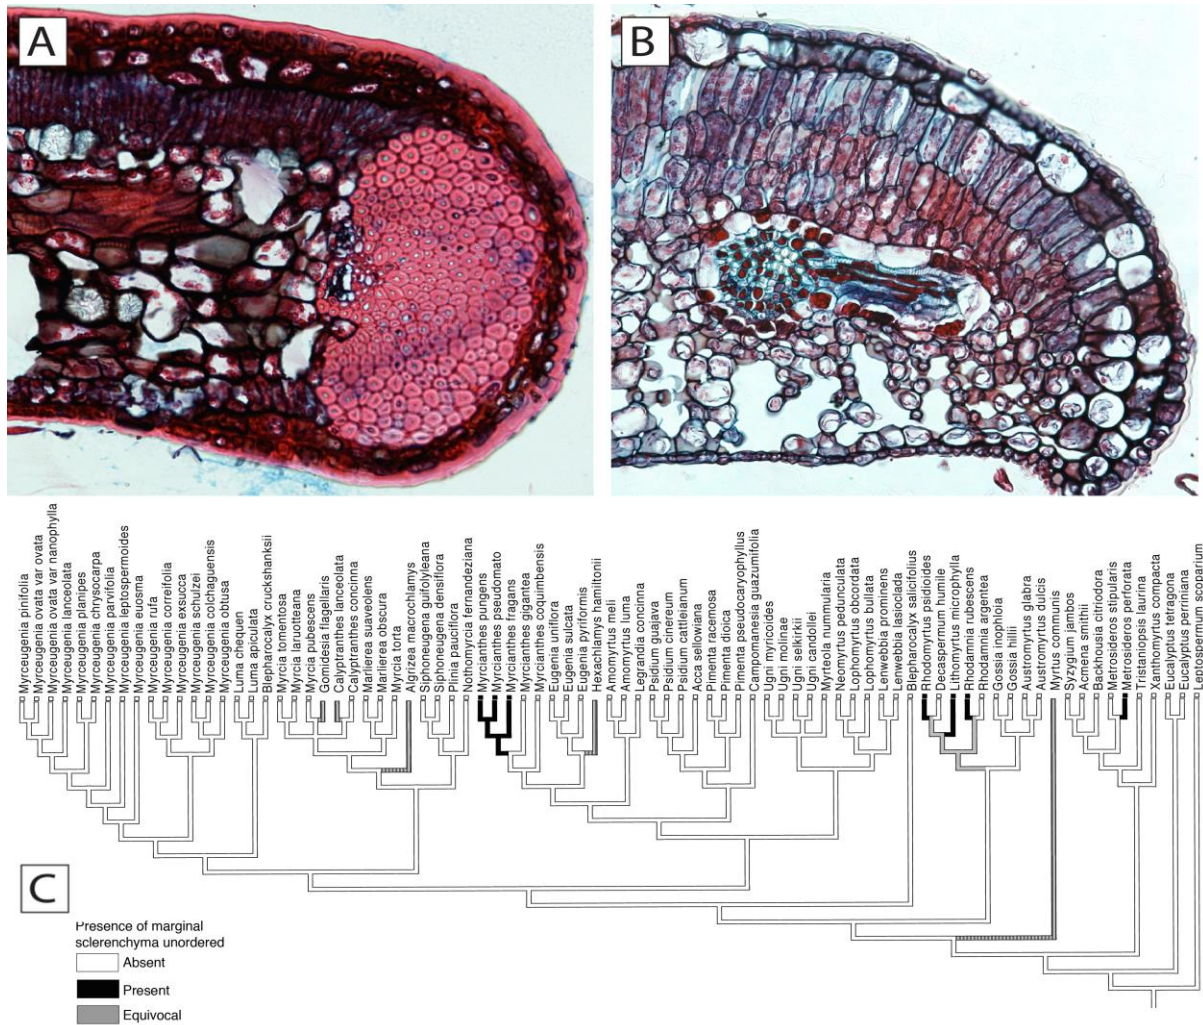 A
B
Myrceugenia pinifolia
Myrceugenia ovata var ovata
Myrceugenia ovata var nanophylla
Myrceugenia lanceolata
Myrceugenia planipes
Myrceugenia chrysocarpa
Myrceugenia parvifolia
Myrceugenia leptospermoides
Myrceugenia euosma
Myrceugenia rufa
Myrceugenia correifolia
Myrceugenia exsucca
Myrceugenia schulzei
Myrceugenia colchaguensis
Myrceugenia obtusa
Luma chequen
Luma apiculata
Blepharocalyx cruckshanksii
Myrcia tomentosa
Myrcia laruotteana
Myrcia pubescens
Gomidesia flagellaris
Calyptranthes lanceolata
Calyptranthes concinna
Marlierea suaveolens
Marlierea obscura
Myrcia torta
Algrizea macrochlamys
Siphoneugena guifolyleana
Siphoneugena densiflora
Plinia pauciflora
Nothomyrcia fernandeziana
Myrcianthes pungens
Myrcianthes pseudomato
Myrcianthes fragans
Myrcianthes gigantea
Myrcianthes coquimbensis
Eugenia uniflora
Eugenia sulcata
Eugenia pyriformis
Hexachlamys hamiltonii
Amomyrtus meli
Amomyrtus luma
Legrandia concinna
Psidium guajava
Psidium cinereum
Psidium cattleianum
Acca sellowiana
Pimenta racemosa
Pimenta dioica
Pimenta pseudocaryophyllus
Campomanesia guazumifolia
Ugni myricoides
Ugni molinae
Ugni selkirkii
Ugni candollei
Myrteola nummularia
Neomyrtus pedunculata
Lophomyrtus obcordata
Lophomyrtus bullata
Lenwebbia prominens
Lenwebbia lasioclada
Blepharocalyx salicifolius
Rhodomyrtus psidioides
Decaspermum humile
Lithomyrtus microphylla
Rhodamnia rubescens
Rhodamnia argentea
Gossia inophloia
Gossia hillii
Austromyrtus glabra
Austromyrtus dulcis
Myrtus communis
Syzygium jambos
Acmena smithii
Backhousia citriodora
Metrosideros stipularis
Metrosideros perforata
Tristaniopsis laurina
Xanthomyrtus compacta
Eucalyptus tetragona
Eucalyptus perriniana
Leptospermum scoparium
C
Presence of marginal
sclerenchyma unordered
Absent
Present
Equivocal